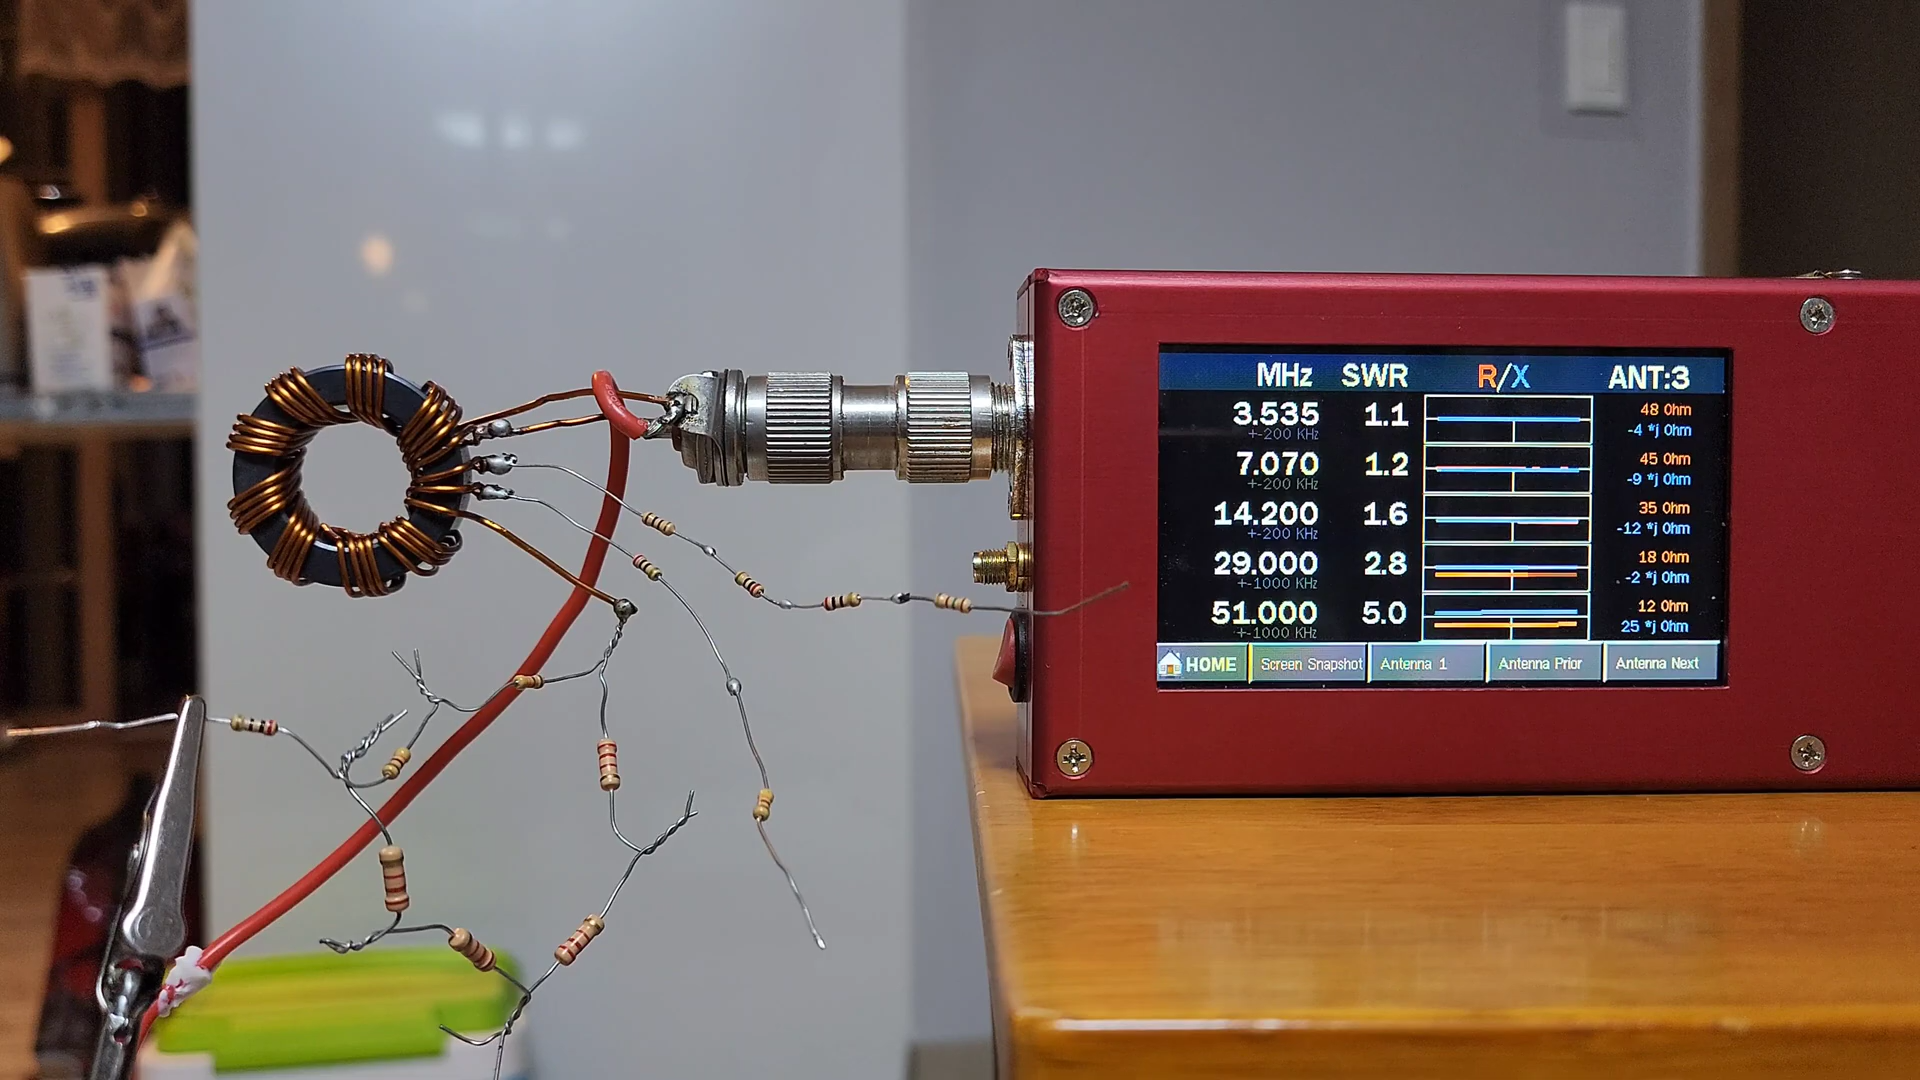 MHz SWR R/X ANT:3
3.535 1.1 48 Ohm
+-200 KHz -4 *j Ohm
7.070 1.2 45 Ohm
+-200 KHz -9 *j Ohm
14.200 1.6 35 Ohm
+-200 KHz -12 *j Ohm
29.000 2.8 18 Ohm
+-1000 KHz -2 *j Ohm
51.000 5.0 12 Ohm
+-1000 KHz 25 *j Ohm
HOME Screen Snapshot Antenna 1 Antenna Prior Antenna Next